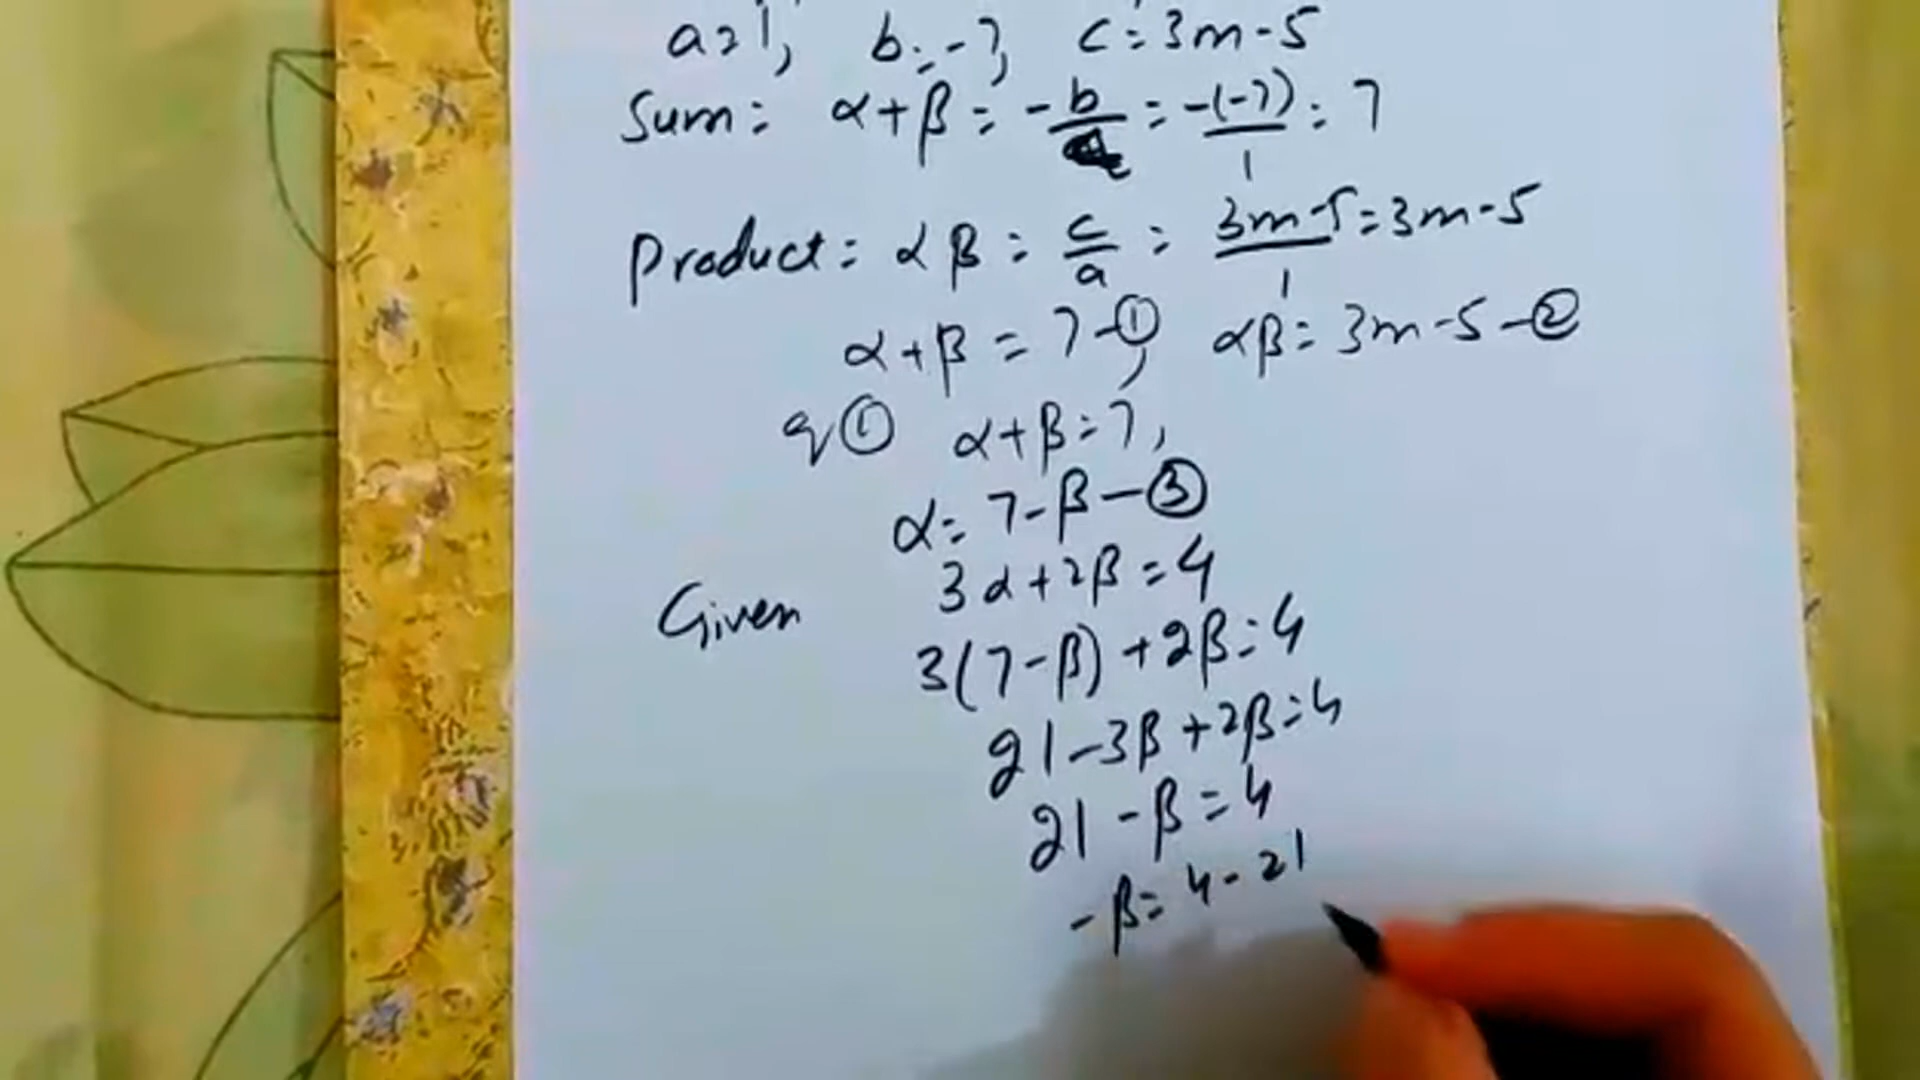 a=1, b=-7, c=3m-5
Sum= α+β = -b/a = -(-7)/1 = 7
Product= αβ = c/a = 3m-5/1 = 3m-5
α+β = 7-①, αβ = 3m-5-②
① α+β=7,
α= 7-β-③
Given 3α+2β=4
3(7-β)+2β=4
21-3β+2β=4
21-β=4
-β=4-21